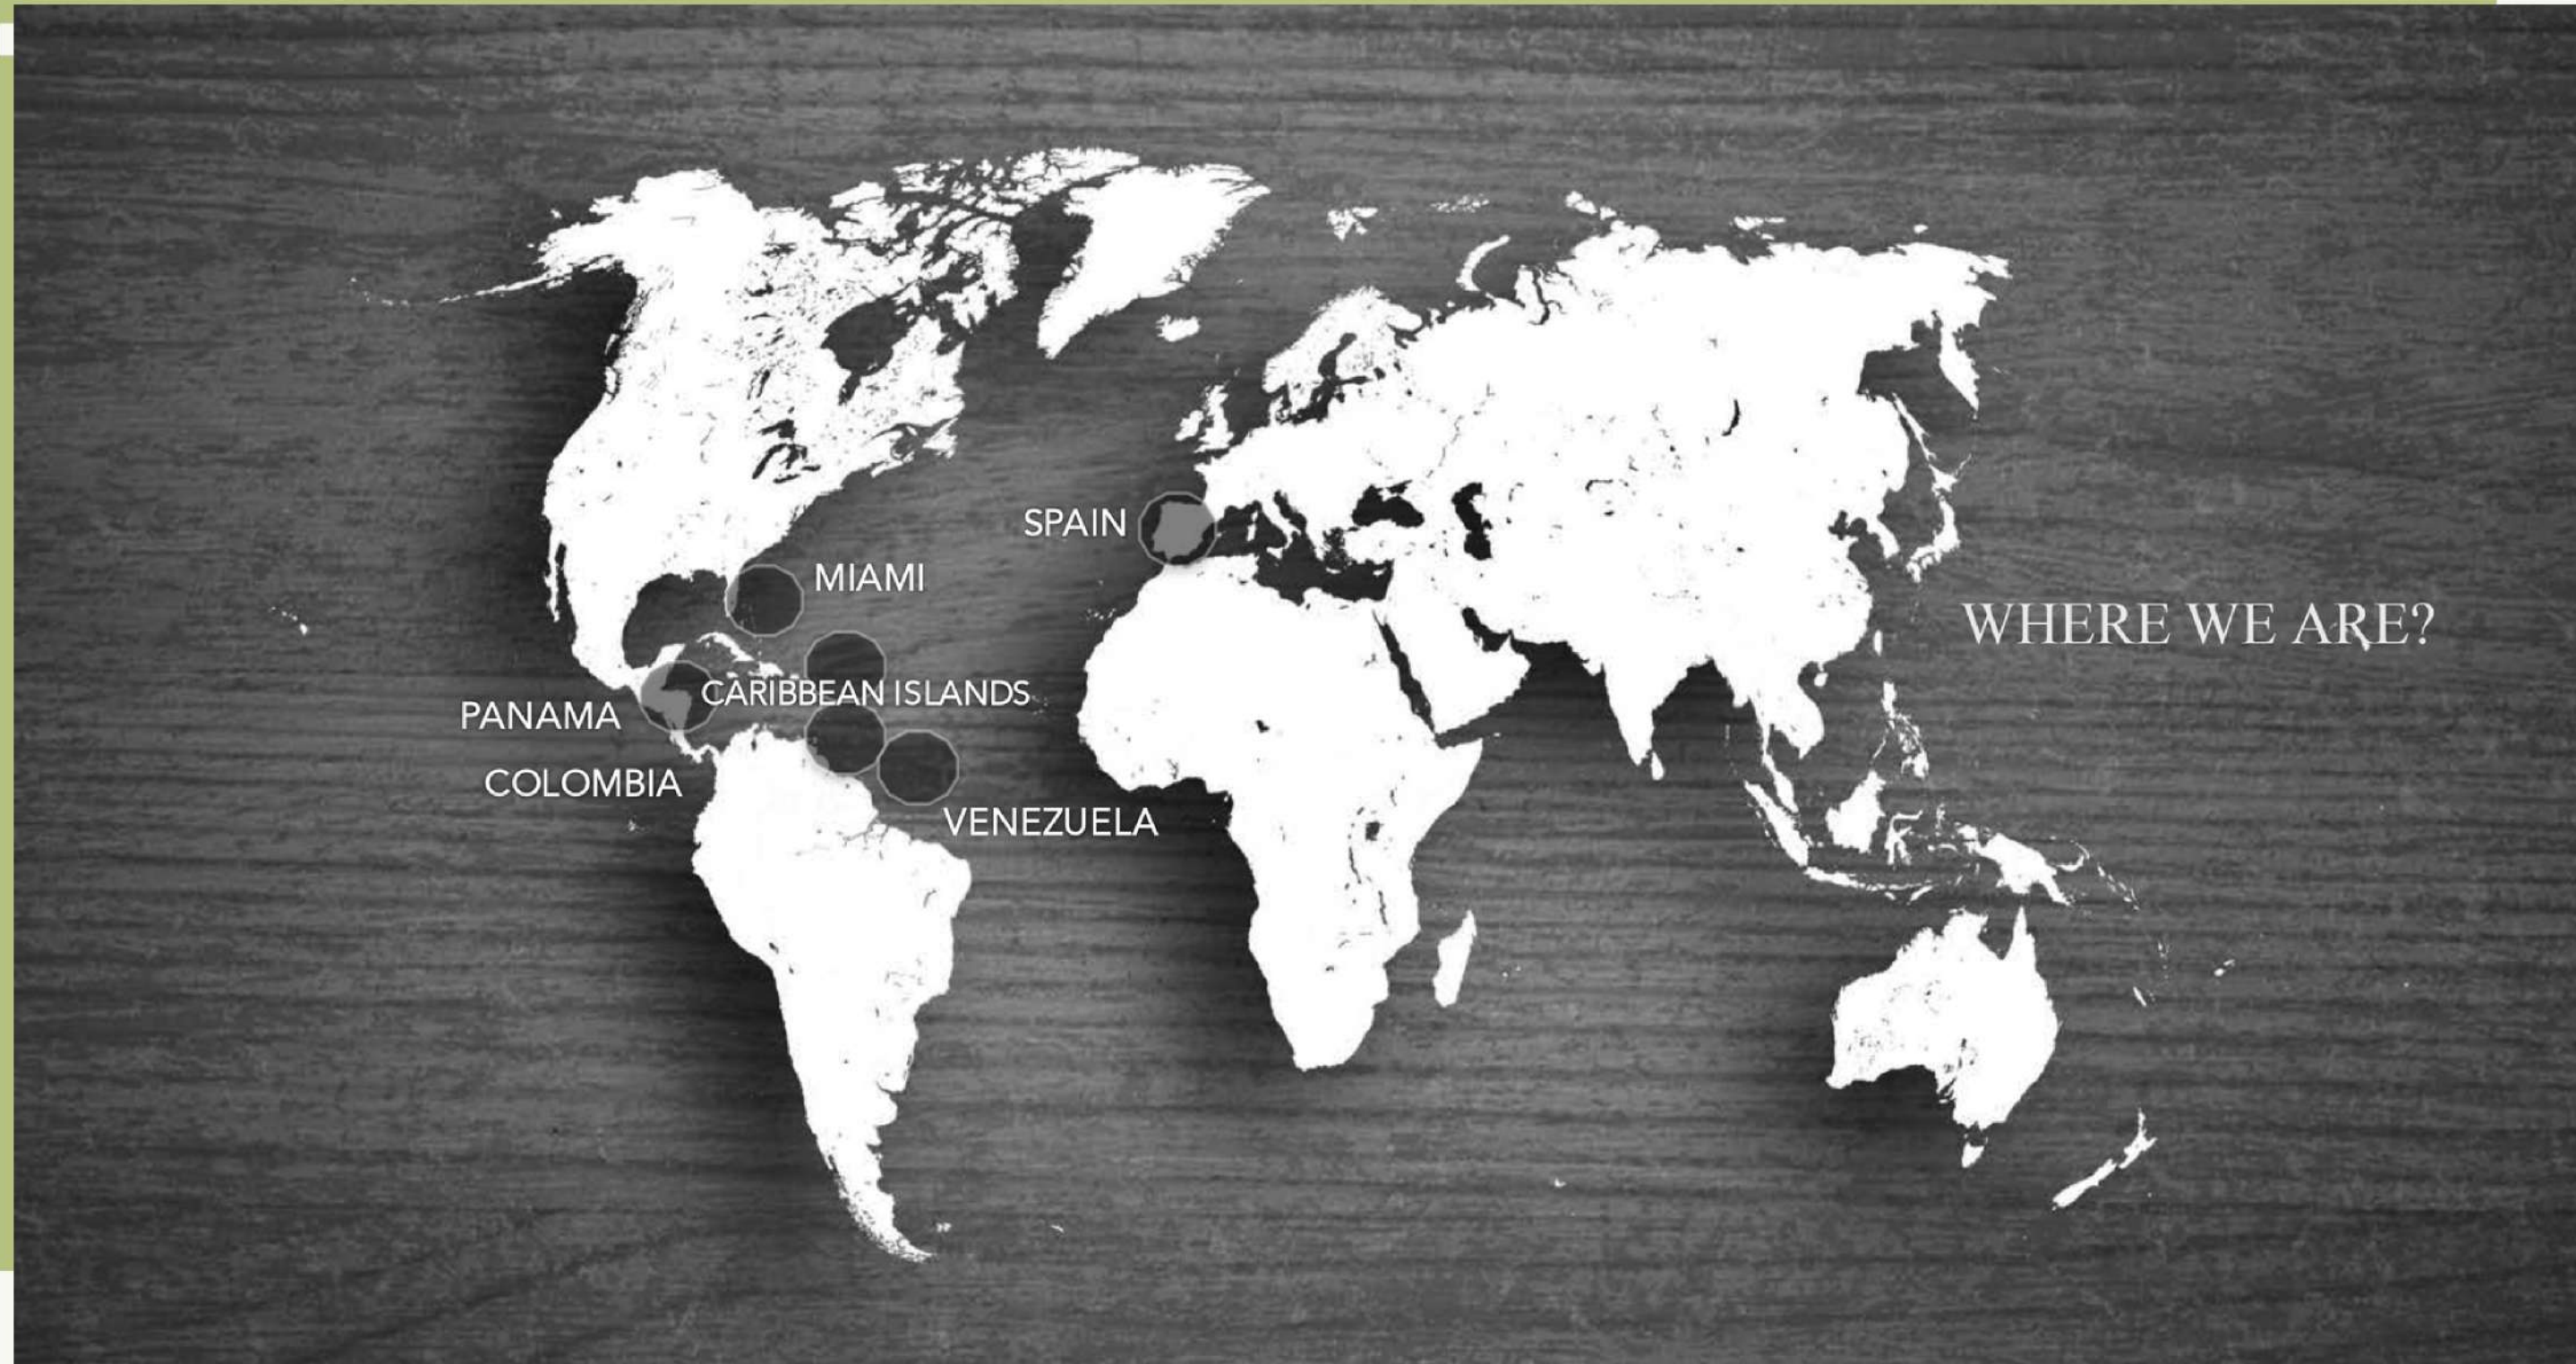 SPAIN
MIAMI
WHERE WE ARE?
CARIBBEAN ISLANDS
PANAMA
COLOMBIA
VENEZUELA